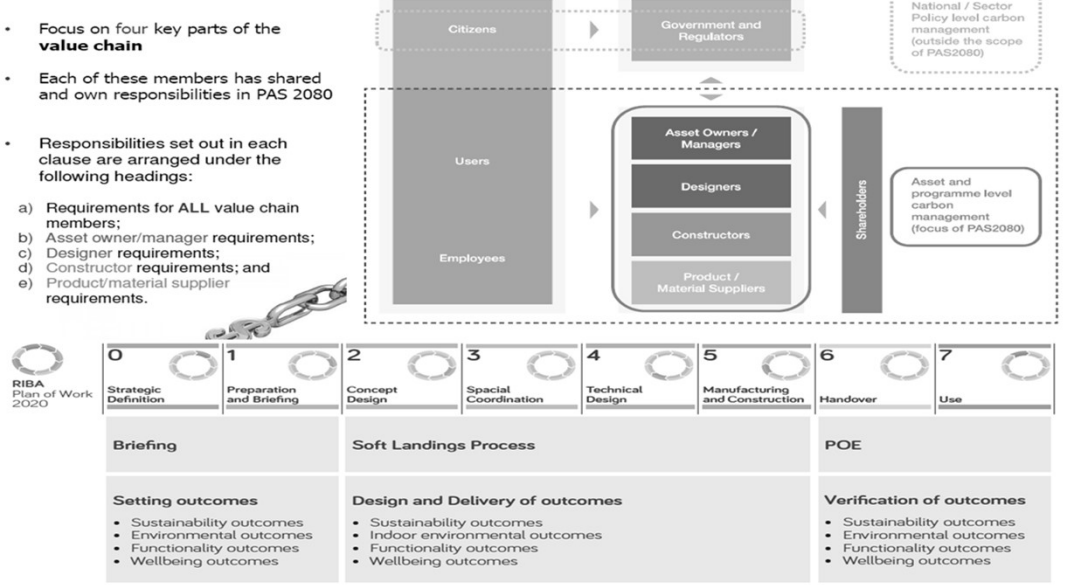 Focus on four key parts of the
value chain
Each of these members has shared
and own responsibilities in PAS 2080
Responsibilities set out in each
clause are arranged under the
following headings:
a) Requirements for ALL value chain
members;
b) Asset owner/manager requirements;
c) Designer requirements;
d) Constructor requirements; and
e) Product/material supplier
requirements.
Citizens
Users
Employees
Government and
Regulators
Asset Owners /
Managers
Designers
Constructors
Product /
Material Suppliers
Shareholders
National / Sector
Policy level carbon
management
(outside the scope
of PAS2080)
Asset and
programme level
carbon
management
(focus of PAS2080)
RIBA
Plan of Work
2020
0
Strategic
Definition
1
Preparation
and Briefing
2
Concept
Design
3
Spacial
Coordination
4
Technical
Design
5
Manufacturing
and Construction
6
Handover
7
Use
Briefing
Soft Landings Process
POE
Setting outcomes
• Sustainability outcomes
• Environmental outcomes
• Functionality outcomes
• Wellbeing outcomes
Design and Delivery of outcomes
• Sustainability outcomes
• Indoor environmental outcomes
• Functionality outcomes
• Wellbeing outcomes
Verification of outcomes
• Sustainability outcomes
• Environmental outcomes
• Functionality outcomes
• Wellbeing outcomes